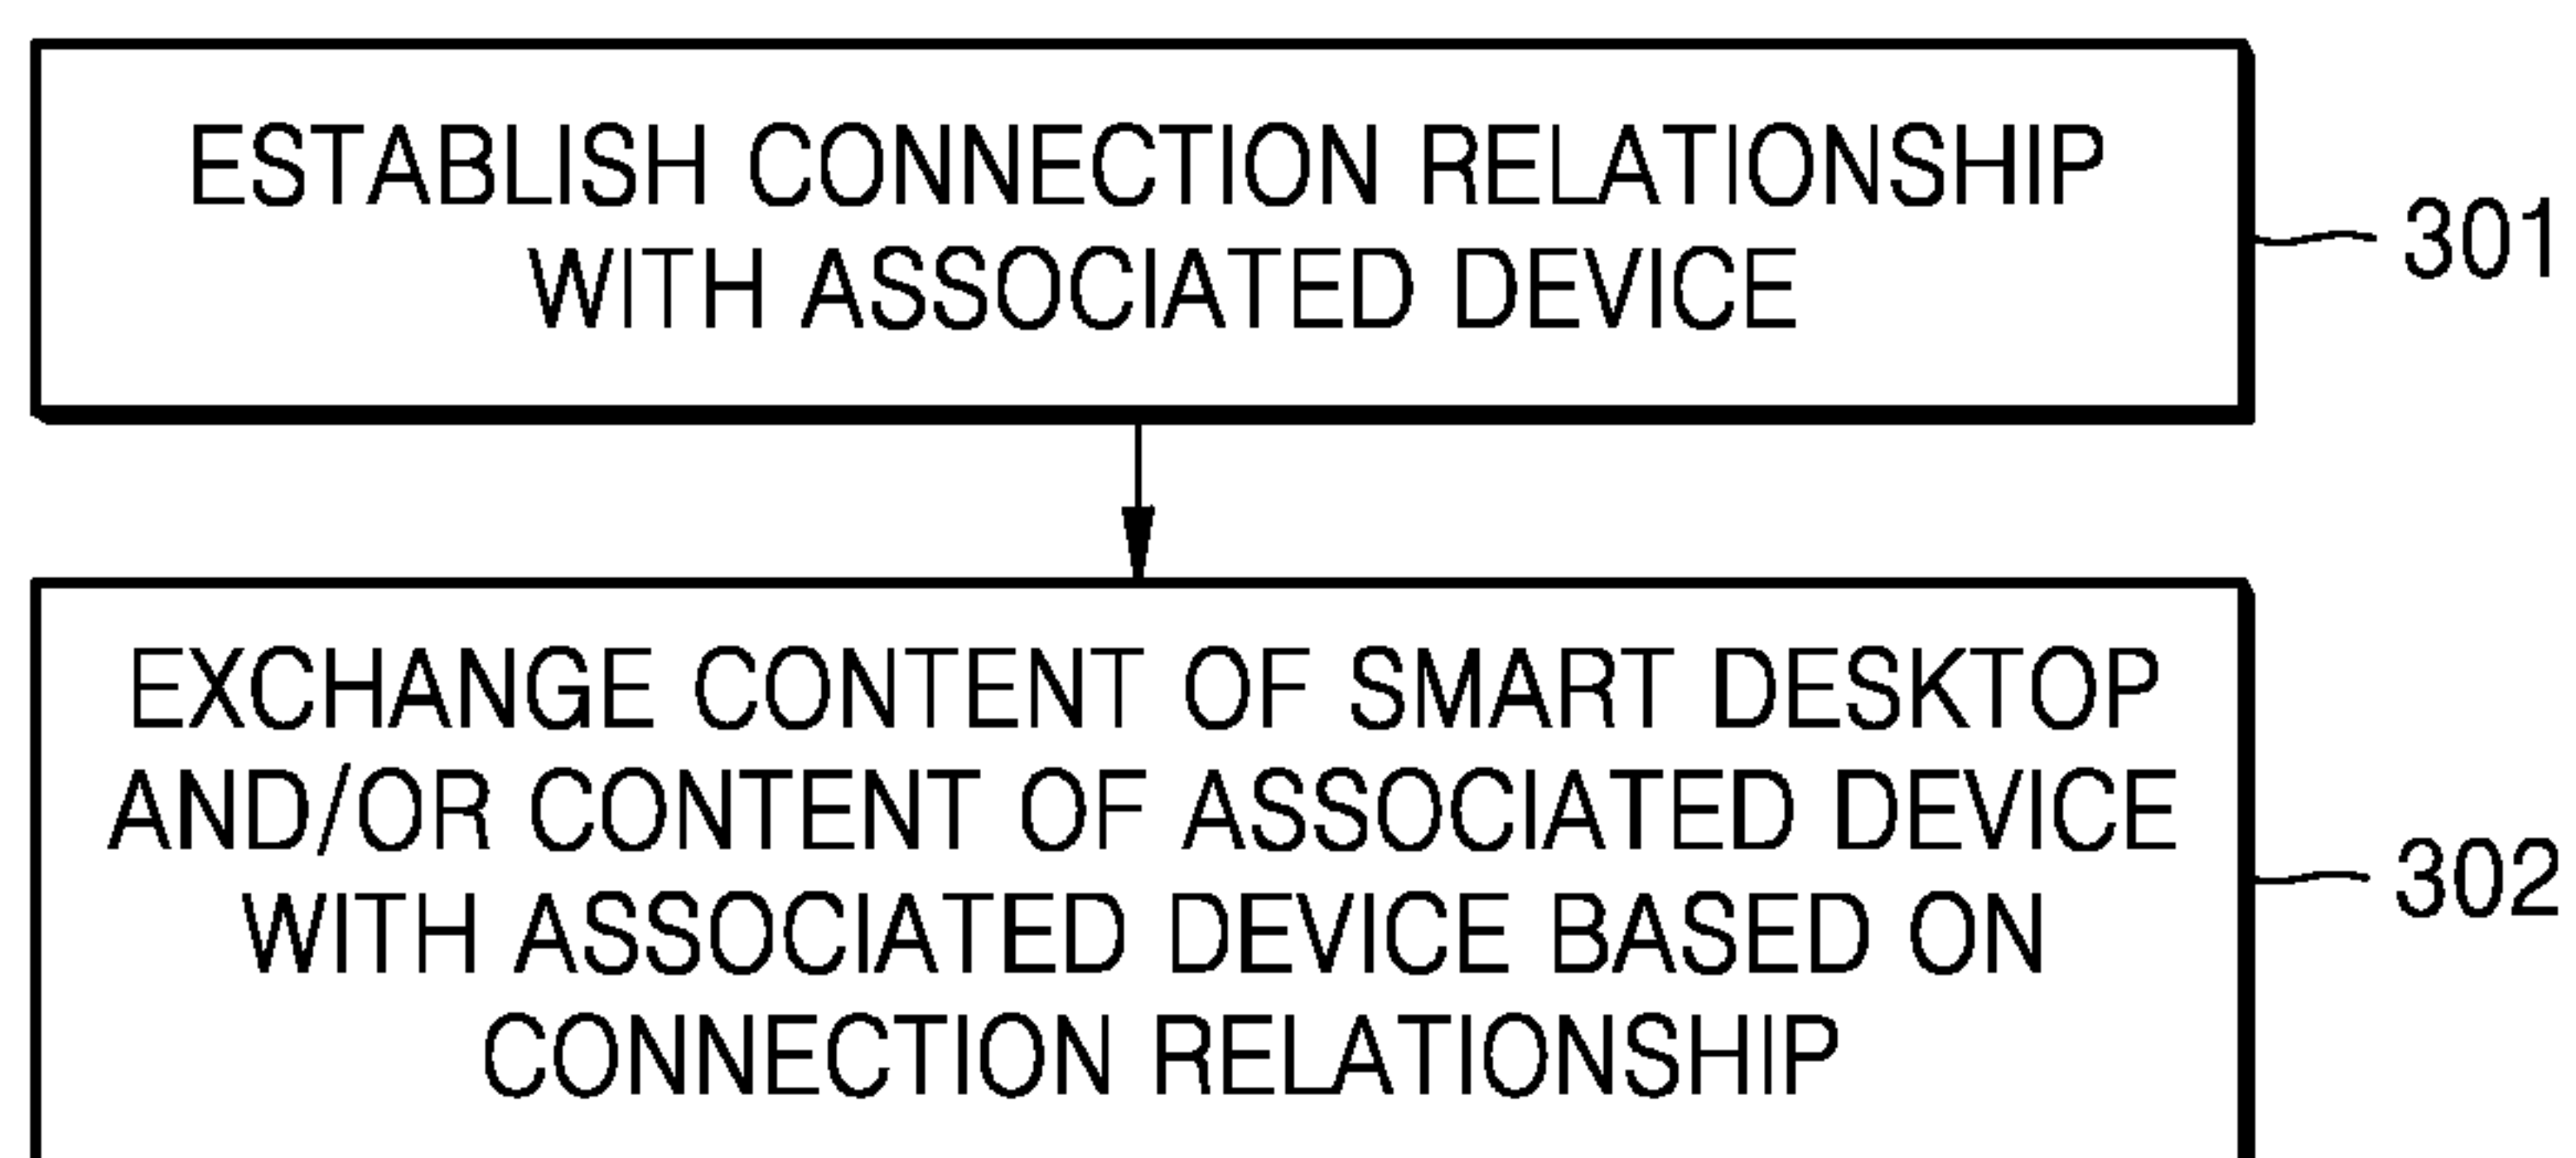 ESTABLISH CONNECTION RELATIONSHIP
WITH ASSOCIATED DEVICE
301
EXCHANGE CONTENT OF SMART DESKTOP
AND/OR CONTENT OF ASSOCIATED DEVICE
WITH ASSOCIATED DEVICE BASED ON
CONNECTION RELATIONSHIP
302